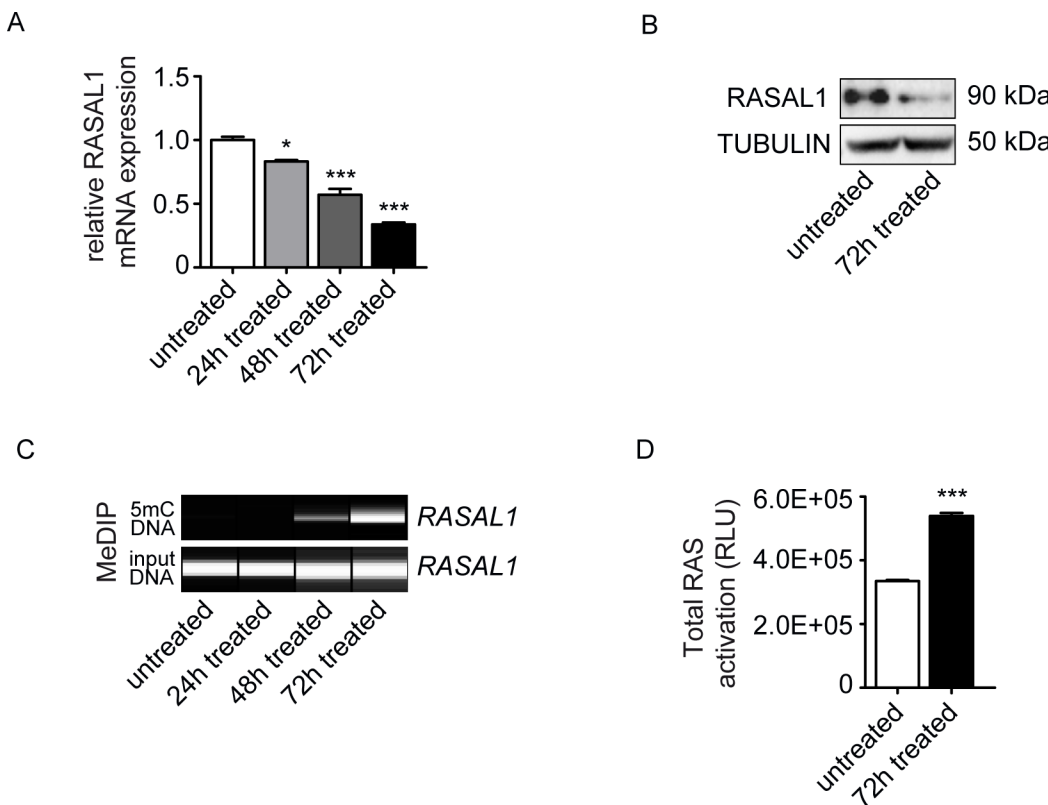 A
relative RASAL1
mRNA expression
1.5
1.0
0.5
0
*
***
***
untreated
24h treated
48h treated
72h treated
B
RASAL1
90 kDa
TUBULIN
50 kDa
untreated
72h treated
C
MeDIP
5mC
DNA
RASAL1
input
DNA
RASAL1
untreated
24h treated
48h treated
72h treated
D
Total RAS
activation (RLU)
6.0E+05
4.0E+05
2.0E+05
0
***
untreated
72h treated